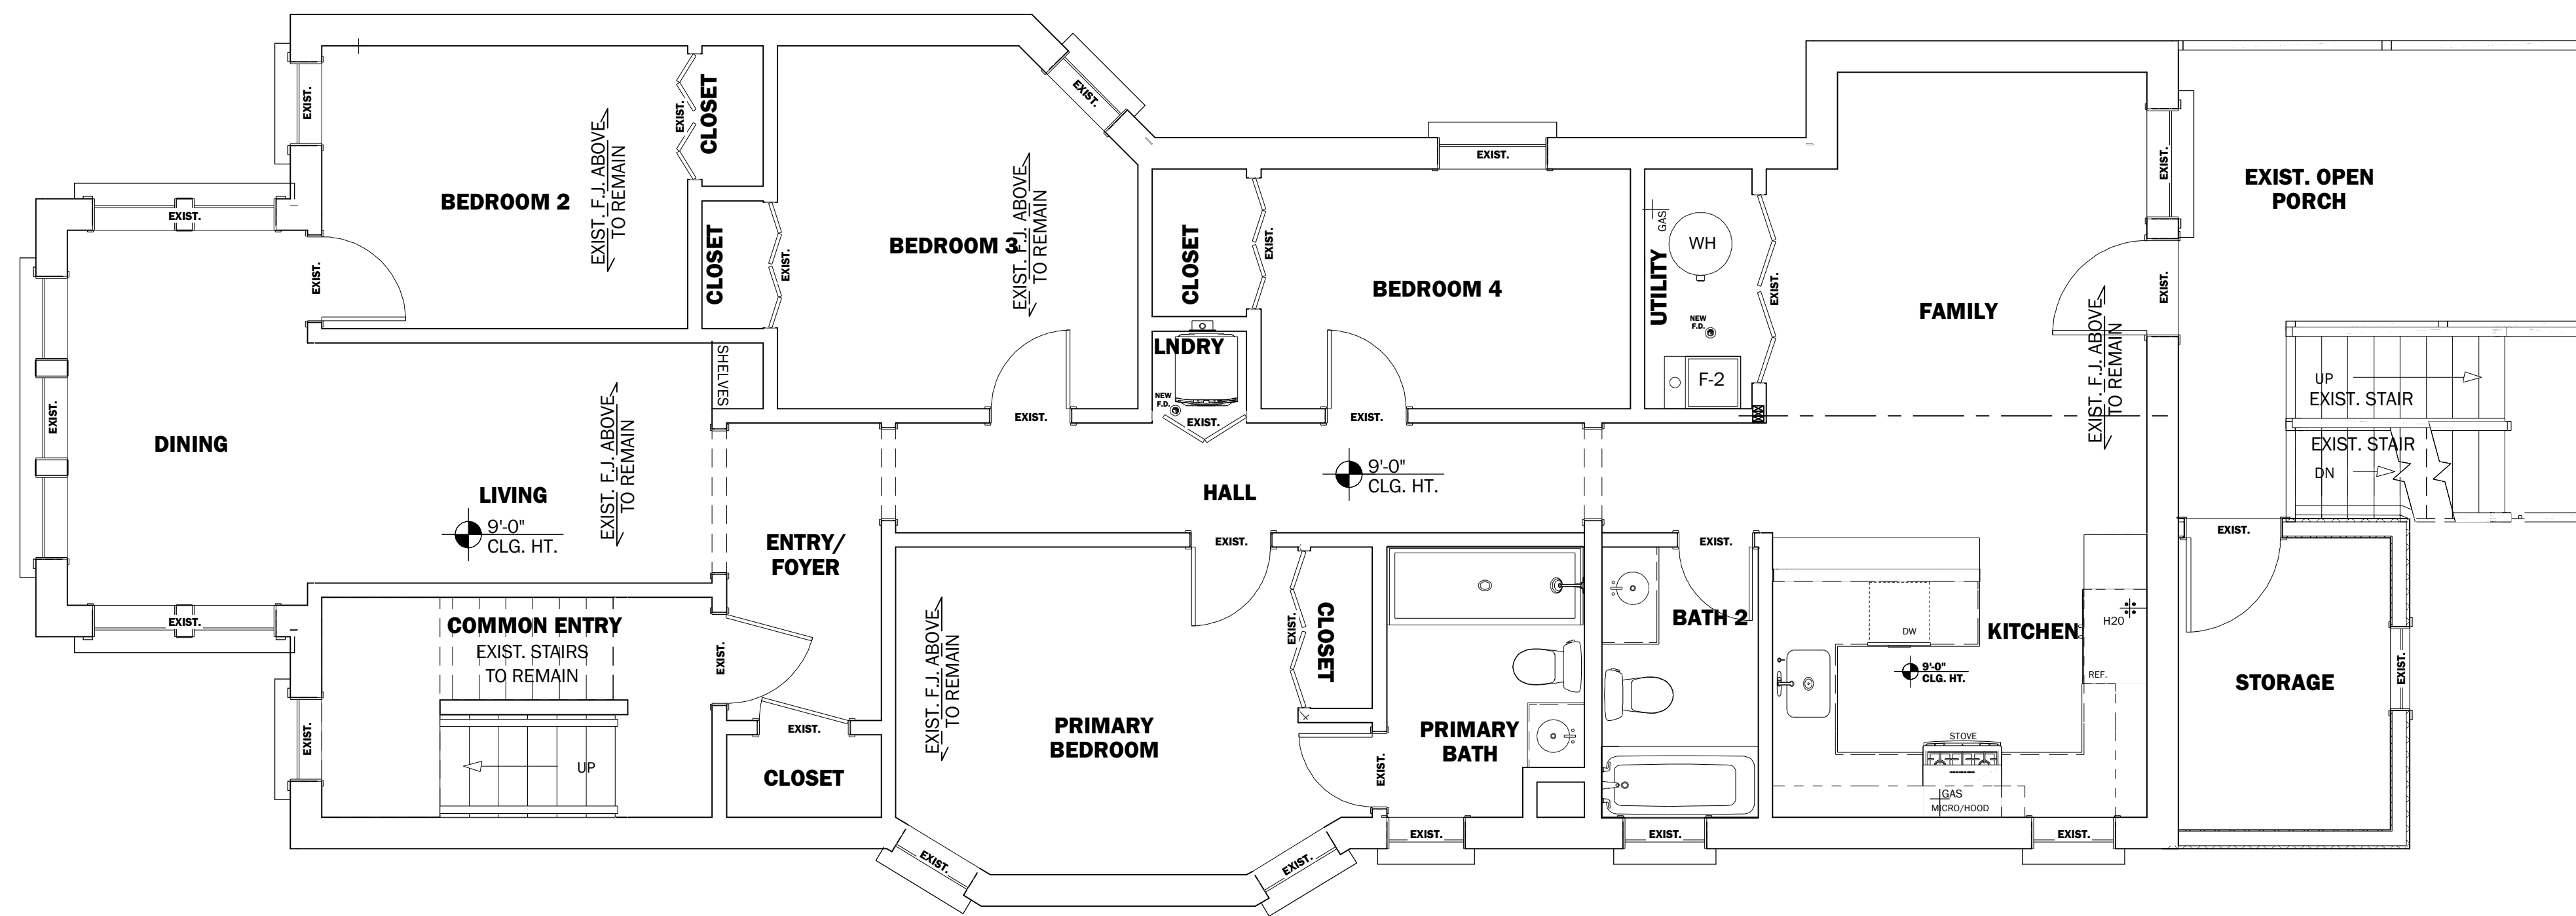 EXIST.
BEDROOM 2
EXIST. F.J. ABOVE
TO REMAIN
EXIST.
CLOSET
EXIST.
EXIST.
CLOSET
EXIST.
BEDROOM 3
EXIST. F.J. ABOVE
TO REMAIN
EXIST.
EXIST.
CLOSET
EXIST.
EXIST.
BEDROOM 4
LNDRY
NEW
F.D.
EXIST.
EXIST.
EXIST.
UTILITY
GAS
WH
NEW
F.D.
F-2
EXIST.
FAMILY
EXIST. F.J. ABOVE
TO REMAIN
EXIST.
EXIST.
EXIST. OPEN
PORCH
UP
EXIST. STAIR
EXIST. STAIR
DN
EXIST.
DINING
EXIST.
SHELVES
EXIST. F.J. ABOVE
TO REMAIN
LIVING
9'-0"
CLG. HT.
ENTRY/
FOYER
HALL
9'-0"
CLG. HT.
COMMON ENTRY
EXIST. STAIRS
TO REMAIN
UP
EXIST.
EXIST.
EXIST.
CLOSET
EXIST. F.J. ABOVE
TO REMAIN
PRIMARY
BEDROOM
EXIST.
EXIST.
EXIST.
EXIST.
CLOSET
EXIST.
PRIMARY
BATH
EXIST.
EXIST.
BATH 2
EXIST.
DW
KITCHEN
H20
REF.
9'-0"
CLG. HT.
STOVE
GAS
MICRO/HOOD
EXIST.
EXIST.
STORAGE
EXIST.